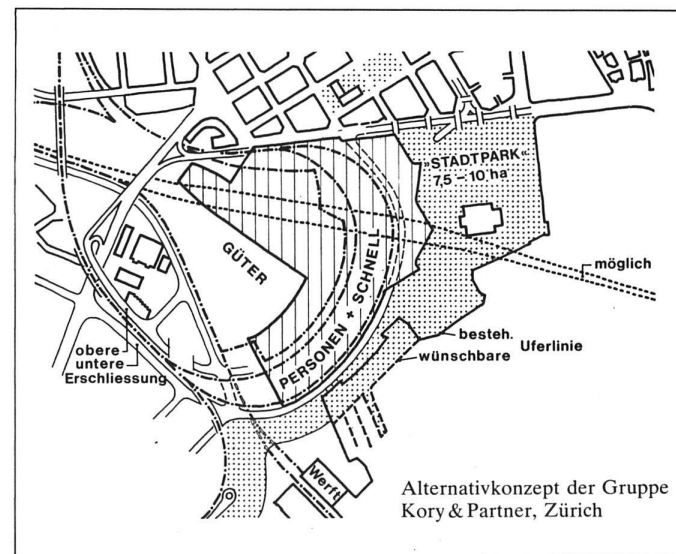 »STADTPARK«
7,5 – 10 ha
möglich
GÜTER
PERSONEN + SCHNELL
besteh.
wünschbare
Uferlinie
obere
untere
Erschliessung
Werft
Alternativkonzept der Gruppe
Kory & Partner, Zürich